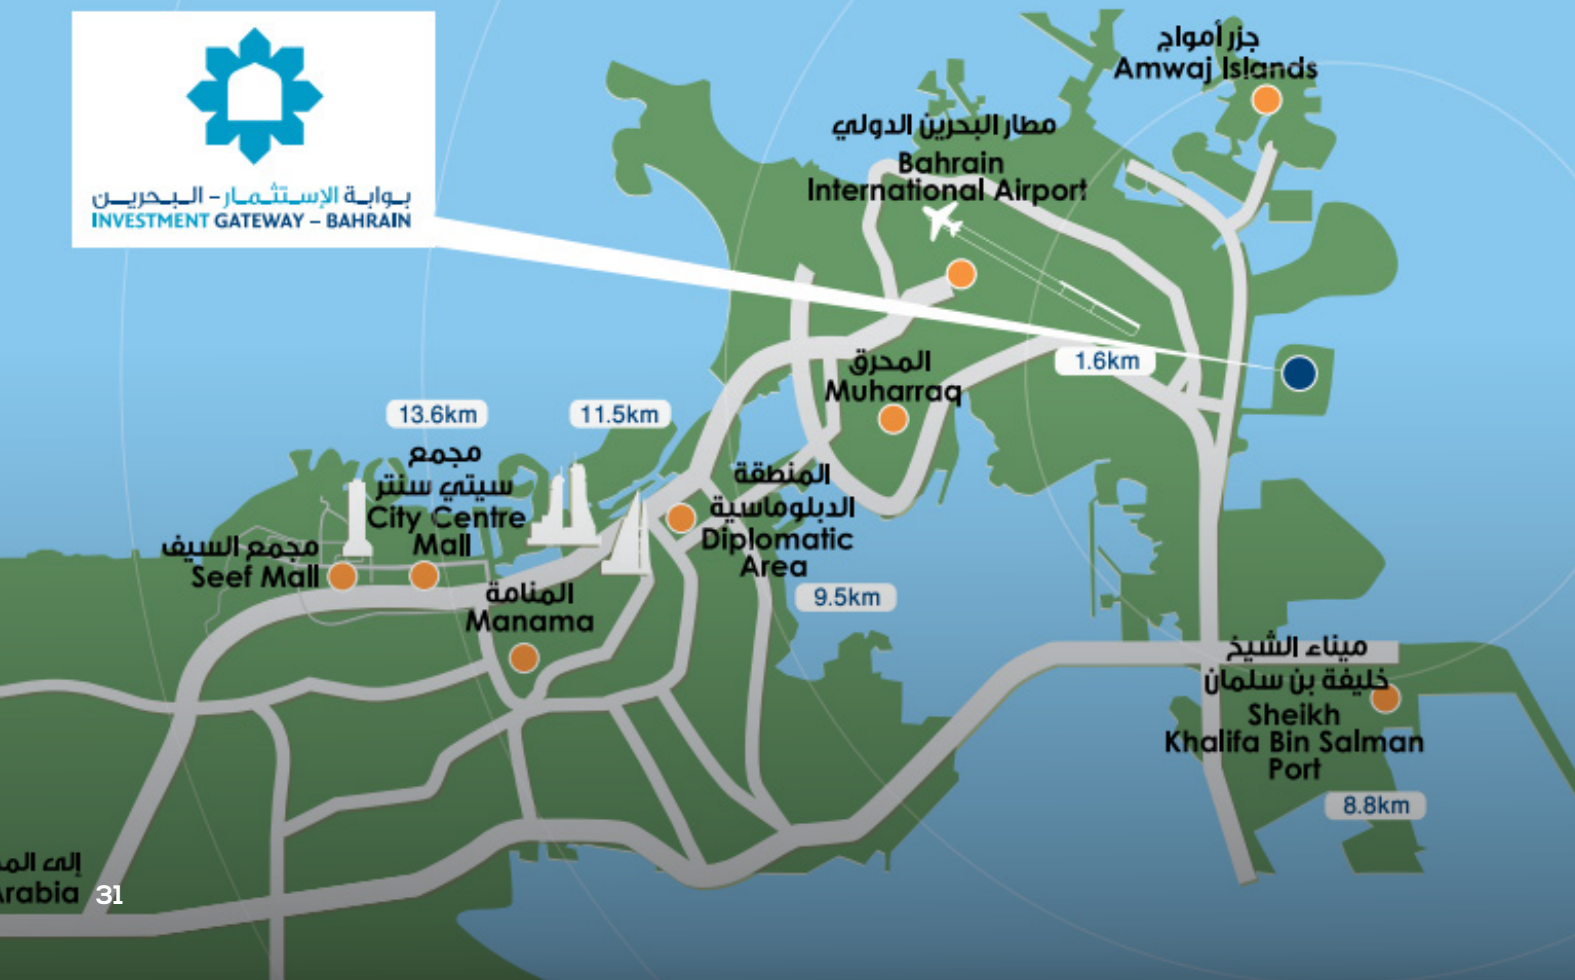 بوابة الإستثمار - البحرين
INVESTMENT GATEWAY – BAHRAIN
جزر أمواج
Amwaj Islands
مطار البحرين الدولي
Bahrain
International Airport
1.6km
المحرق
Muharraq
13.6km
11.5km
مجمع
سيتي سنتر
City Centre
Mall
المنطقة
الدبلوماسية
Diplomatic
Area
9.5km
مجمع السيف
Seef Mall
المنامة
Manama
ميناء الشيخ
خليفة بن سلمان
Sheikh
Khalifa Bin Salman
Port
8.8km
إلى
Arabia
31